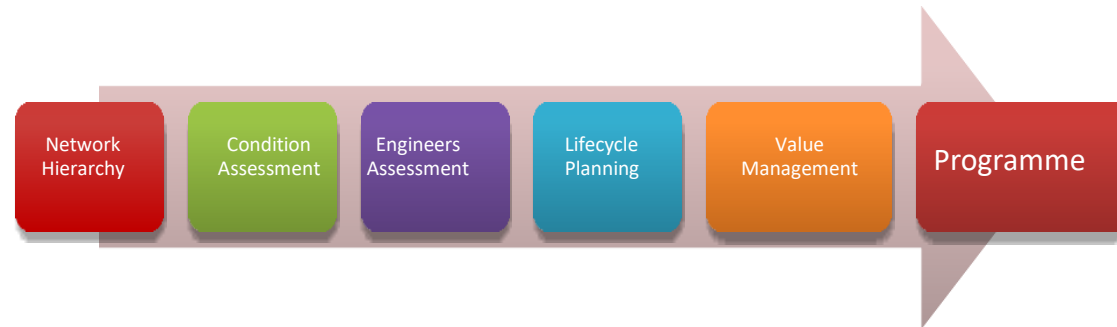 Network
Hierarchy
Condition
Assessment
Engineers
Assessment
Lifecycle
Planning
Value
Management
Programme